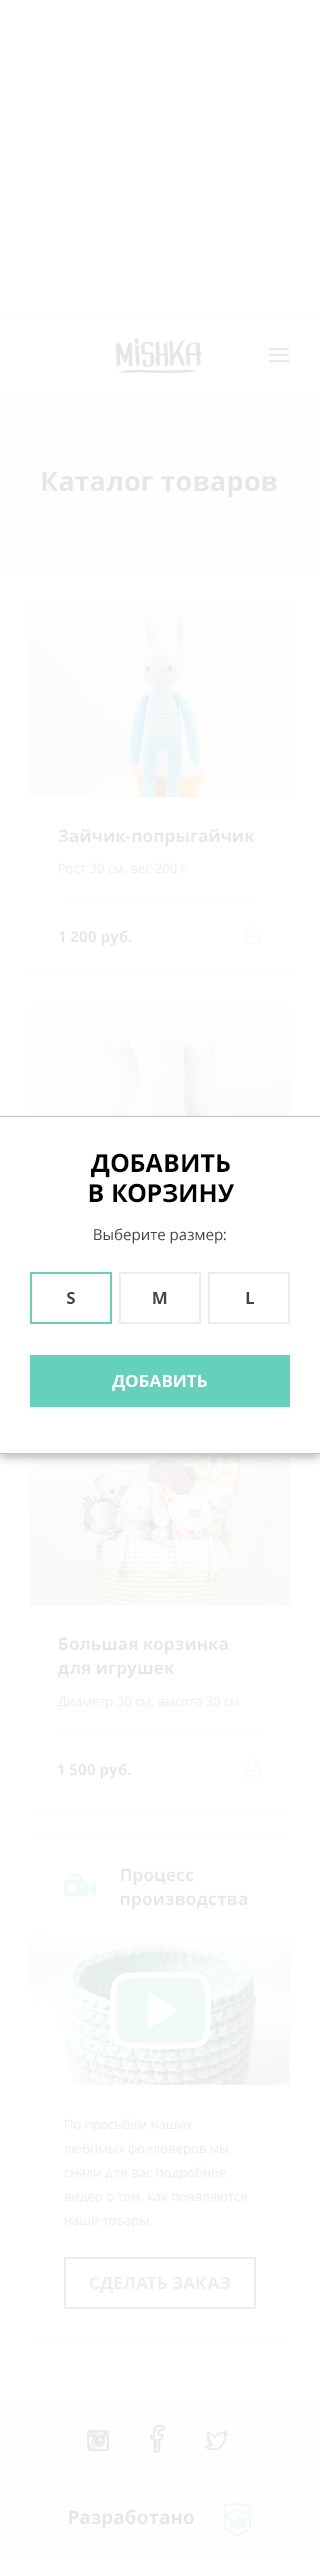 MiSHKA
Каталог товаров
Зайчик-попрыгайчик
Рост 30 см, вес 200 г
1 200 руб.
ДОБАВИТЬ
В КОРЗИНУ
Выберите размер:
S M L
ДОБАВИТЬ
Большая корзинка
для игрушек
Диаметр 30 см, высота 30 см
1 500 руб.
Процесс
производства
По просьбам наших
любимых фолловеров мы
сняли для вас подробное
видео о том, как появляются
наши товары.
СДЕЛАТЬ ЗАКАЗ
Разработано